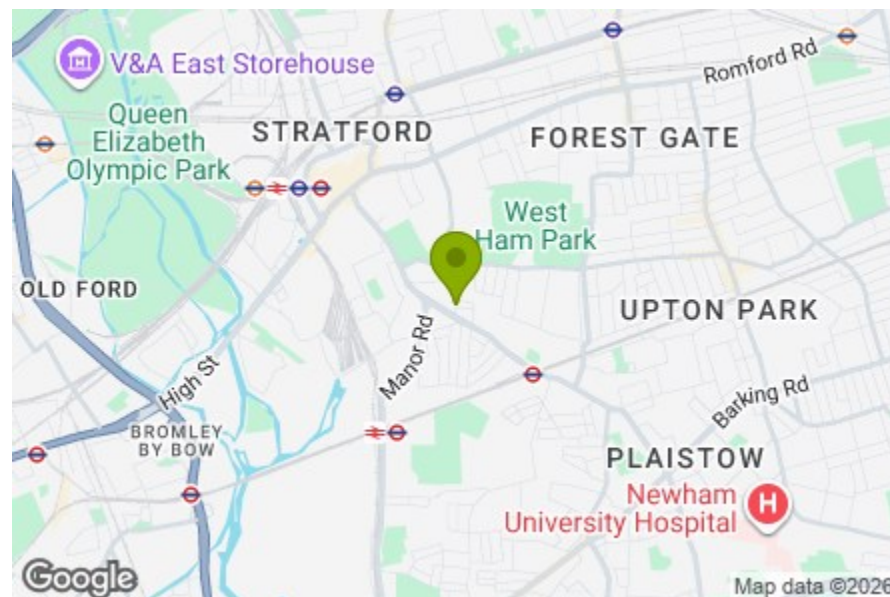 V&A East Storehouse
Romford Rd
Queen
Elizabeth
Olympic Park
STRATFORD
FOREST GATE
West
Ham Park
OLD FORD
UPTON PARK
Manor Rd
High St
Barking Rd
BROMLEY
BY BOW
PLAISTOW
Newham
University Hospital
H
Google
Map data ©2026